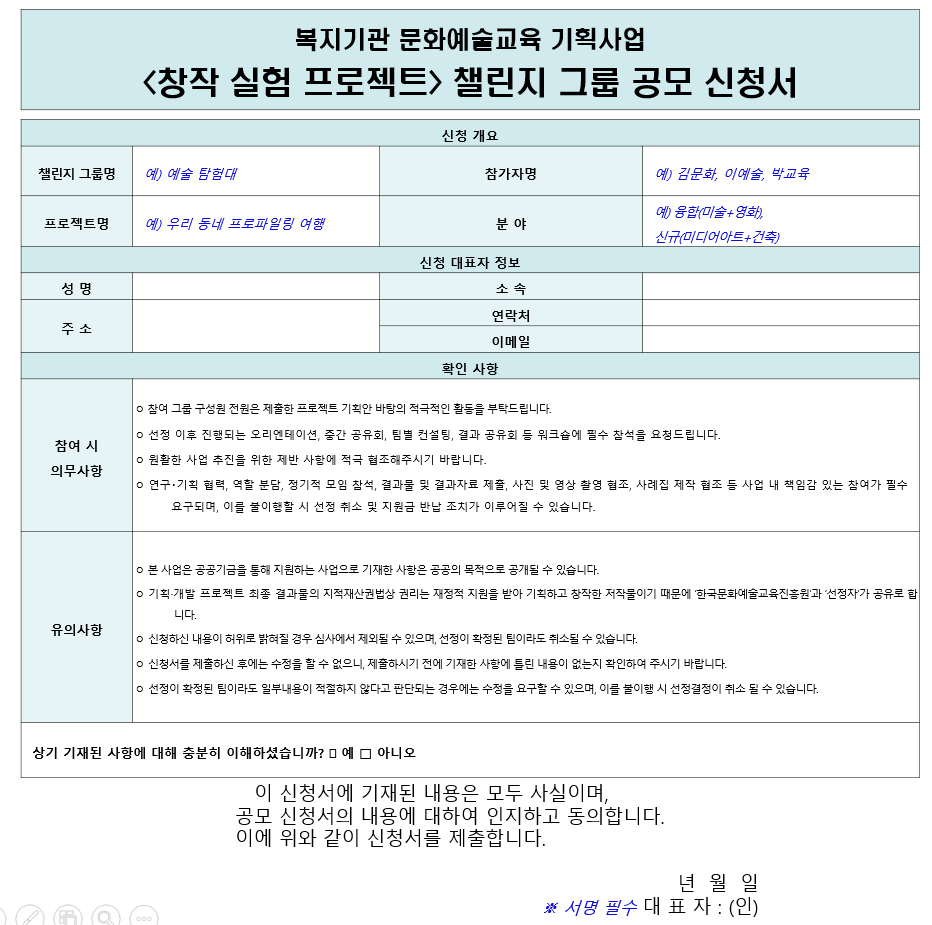 복지기관 문화예술교육 기획사업
<창작 실험 프로젝트> 챌린지 그룹 공모 신청서
신청 개요
챌린지 그룹명 예) 예술 탐험대 참가자명 예) 김문화, 이예술, 박교육
프로젝트명 예) 우리 동네 프로파일링 여행 분 야 예) 융합(미술+영화),
신규(미디어아트+건축)
신청 대표자 정보
성 명 소 속
주 소 연락처
이메일
확인 사항
참여 시
의무사항
ㅇ 참여 그룹 구성원 전원은 제출한 프로젝트 기획안 바탕의 적극적인 활동을 부탁드립니다.
ㅇ 선정 이후 진행되는 오리엔테이션, 중간 공유회, 팀별 컨설팅, 결과 공유회 등 워크숍에 필수 참석을 요청드립니다.
ㅇ 원활한 사업 추진을 위한 제반 사항에 적극 협조해주시기 바랍니다.
ㅇ 연구·기획 협력, 역할 분담, 정기적 모임 참석, 결과물 및 결과자료 제출, 사진 및 영상 촬영 협조, 사례집 제작 협조 등 사업 내 책임감 있는 참여가 필수
요구되며, 이를 불이행할 시 선정 취소 및 지원금 반납 조치가 이루어질 수 있습니다.
유의사항
ㅇ 본 사업은 공공기금을 통해 지원하는 사업으로 기재한 사항은 공공의 목적으로 공개될 수 있습니다.
ㅇ 기획·개발 프로젝트 최종 결과물의 지적재산권법상 권리는 재정적 지원을 받아 기획하고 창작한 저작물이기 때문에 '한국문화예술교육진흥원'과 '선정자'가 공유로 합
니다.
ㅇ 신청하신 내용이 허위로 밝혀질 경우 심사에서 제외될 수 있으며, 선정이 확정된 팀이라도 취소될 수 있습니다.
ㅇ 신청서를 제출하신 후에는 수정을 할 수 없으니, 제출하시기 전에 기재한 사항에 틀린 내용이 없는지 확인하여 주시기 바랍니다.
ㅇ 선정이 확정된 팀이라도 일부내용이 적절하지 않다고 판단되는 경우에는 수정을 요구할 수 있으며, 이를 불이행 시 선정결정이 취소 될 수 있습니다.
상기 기재된 사항에 대해 충분히 이해하셨습니까? ▯ 예 □ 아니오
이 신청서에 기재된 내용은 모두 사실이며,
공모 신청서의 내용에 대하여 인지하고 동의합니다.
이에 위와 같이 신청서를 제출합니다.
년 월 일
※ 서명 필수 대 표 자 : (인)